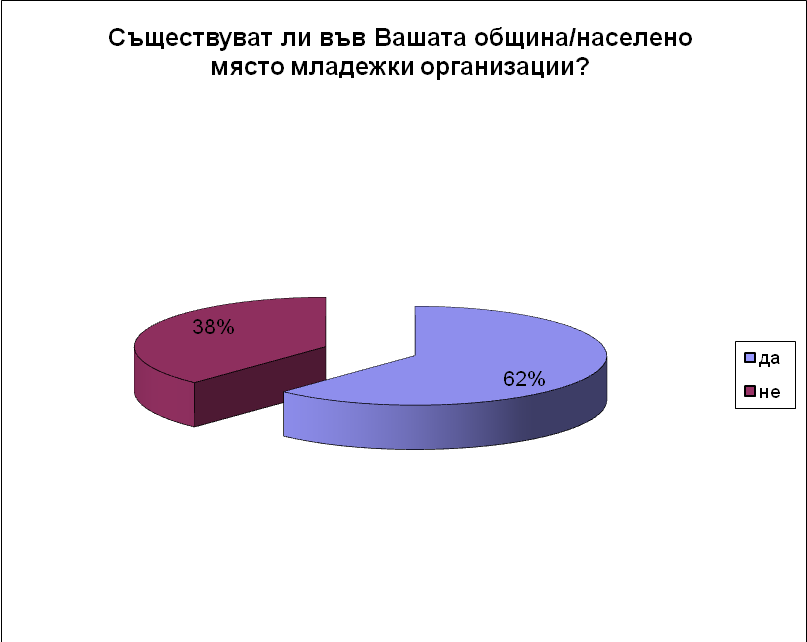 Съществуват ли във Вашата община/населено
място младежки организации?
38%
62%
да
не